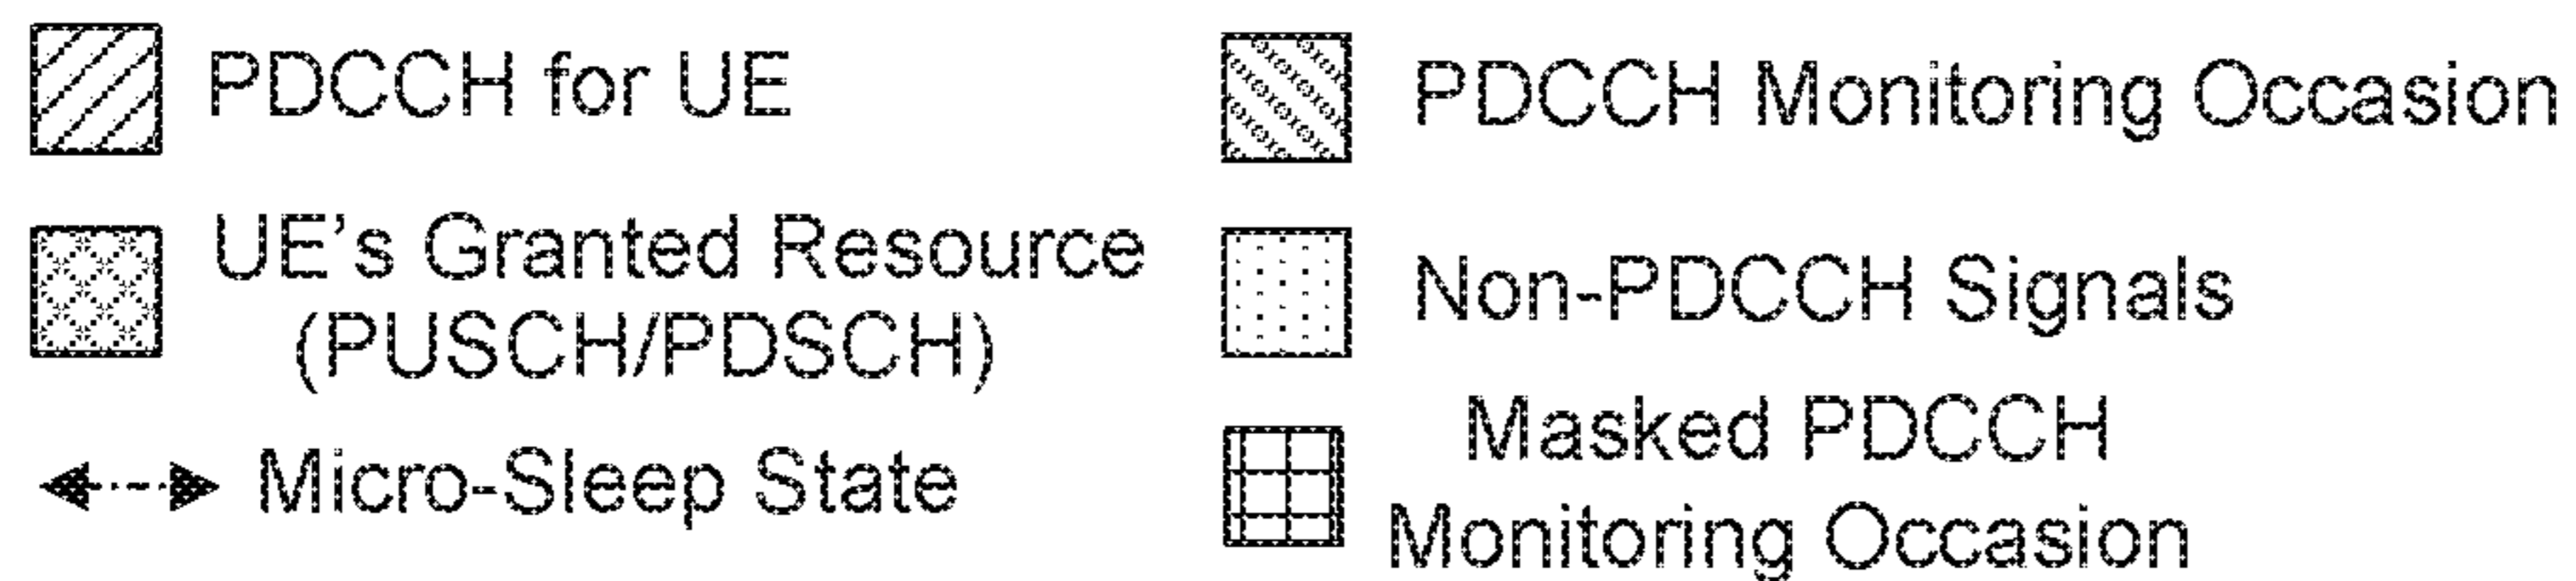 PDCCH for UE
PDCCH Monitoring Occasion
UE's Granted Resource
(PUSCH/PDSCH)
Non-PDCCH Signals
Micro-Sleep State
Masked PDCCH
Monitoring Occasion